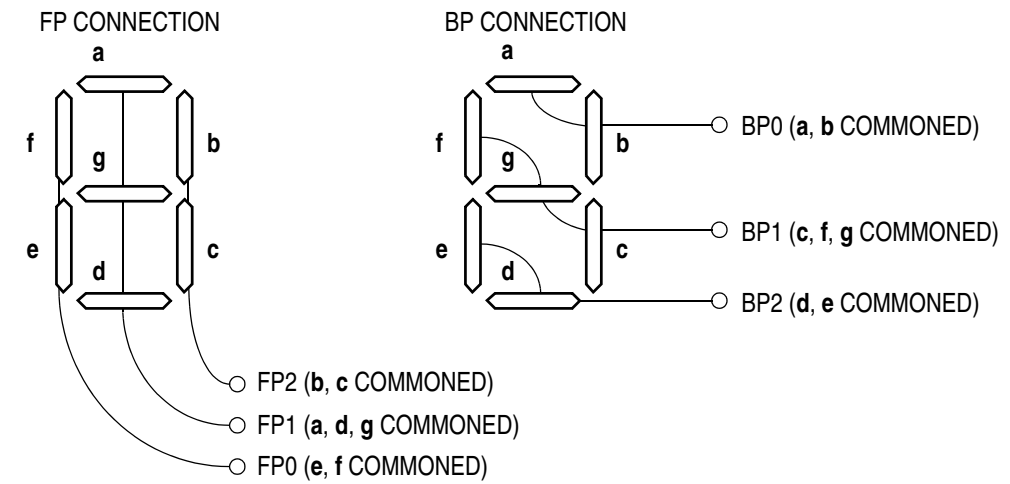 FP CONNECTION
a
f
b
g
e
c
d
FP2 (b, c COMMONED)
FP1 (a, d, g COMMONED)
FP0 (e, f COMMONED)
BP CONNECTION
a
f
b
g
e
c
d
BP0 (a, b COMMONED)
BP1 (c, f, g COMMONED)
BP2 (d, e COMMONED)